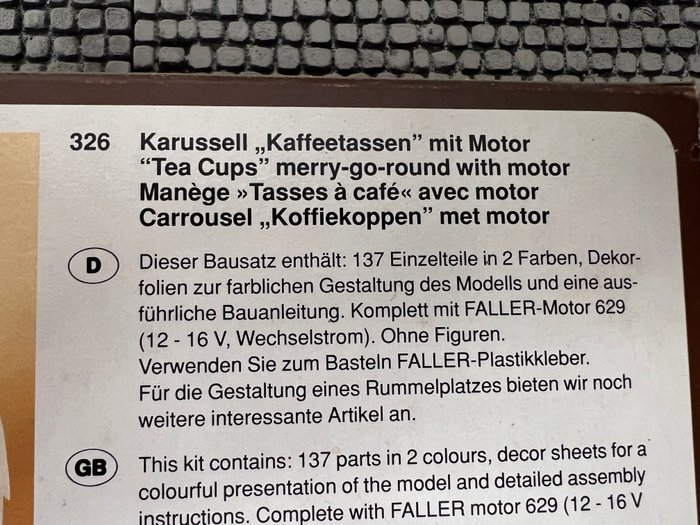 326 Karussell „Kaffeetassen” mit Motor
“Tea Cups” merry-go-round with motor
Manège »Tasses à café« avec motor
Carrousel „Koffiekoppen” met motor
D Dieser Bausatz enthält: 137 Einzelteile in 2 Farben, Dekor-
folien zur farblichen Gestaltung des Modells und eine aus-
führliche Bauanleitung. Komplett mit FALLER-Motor 629
(12 - 16 V, Wechselstrom). Ohne Figuren.
Verwenden Sie zum Basteln FALLER-Plastikkleber.
Für die Gestaltung eines Rummelplatzes bieten wir noch
weitere interessante Artikel an.
GB This kit contains: 137 parts in 2 colours, decor sheets for a
colourful presentation of the model and detailed assembly
instructions. Complete with FALLER motor 629 (12 - 16 V